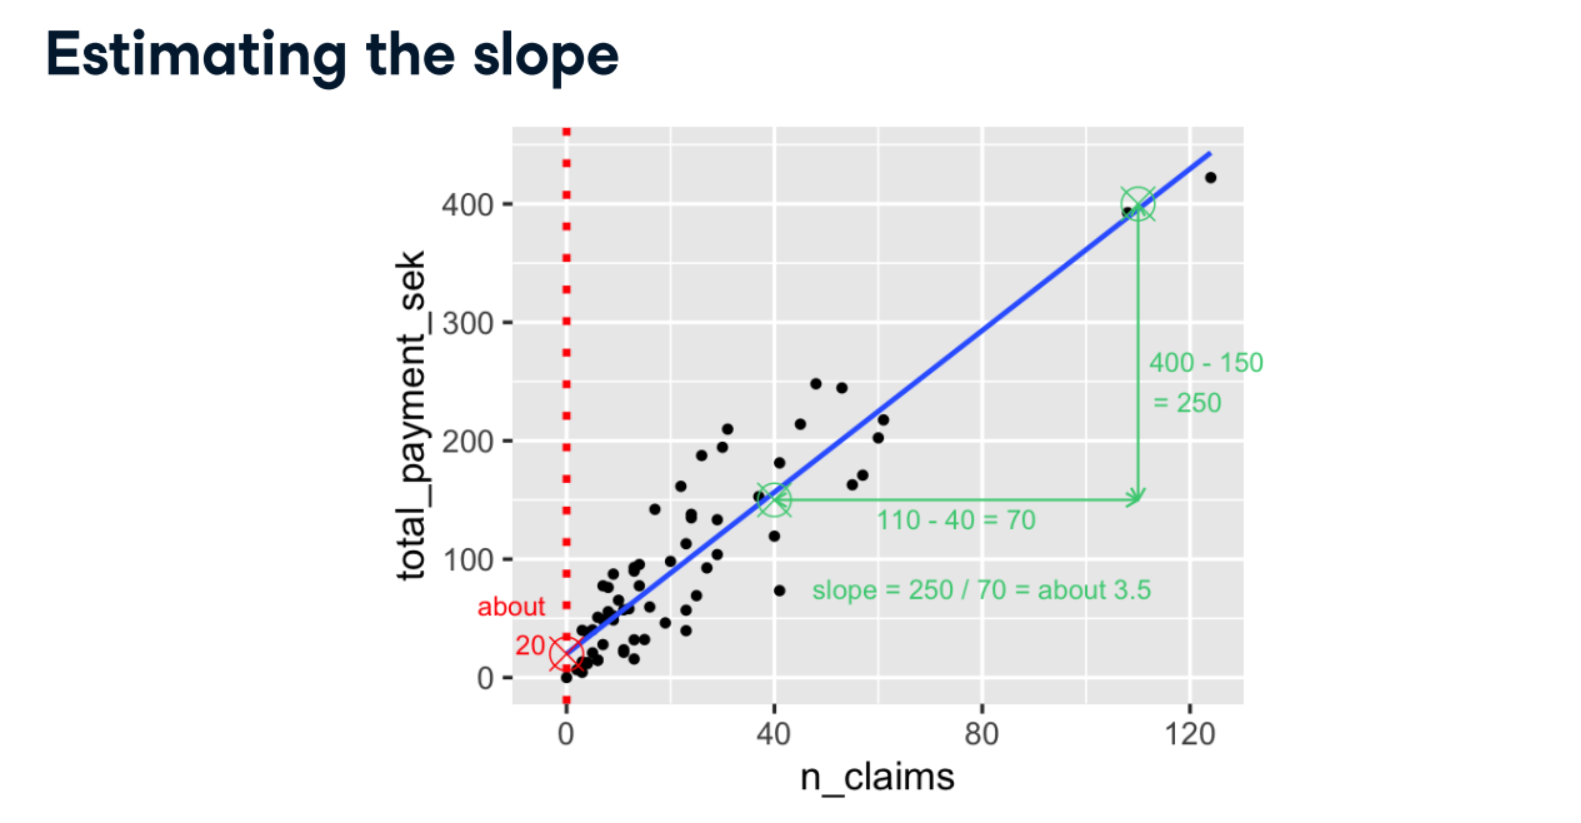 Estimating the slope
total_payment_sek
400
300
200
100
0
about
20
400 - 150
= 250
110 - 40 = 70
slope = 250 / 70 = about 3.5
0
40
80
120
n_claims